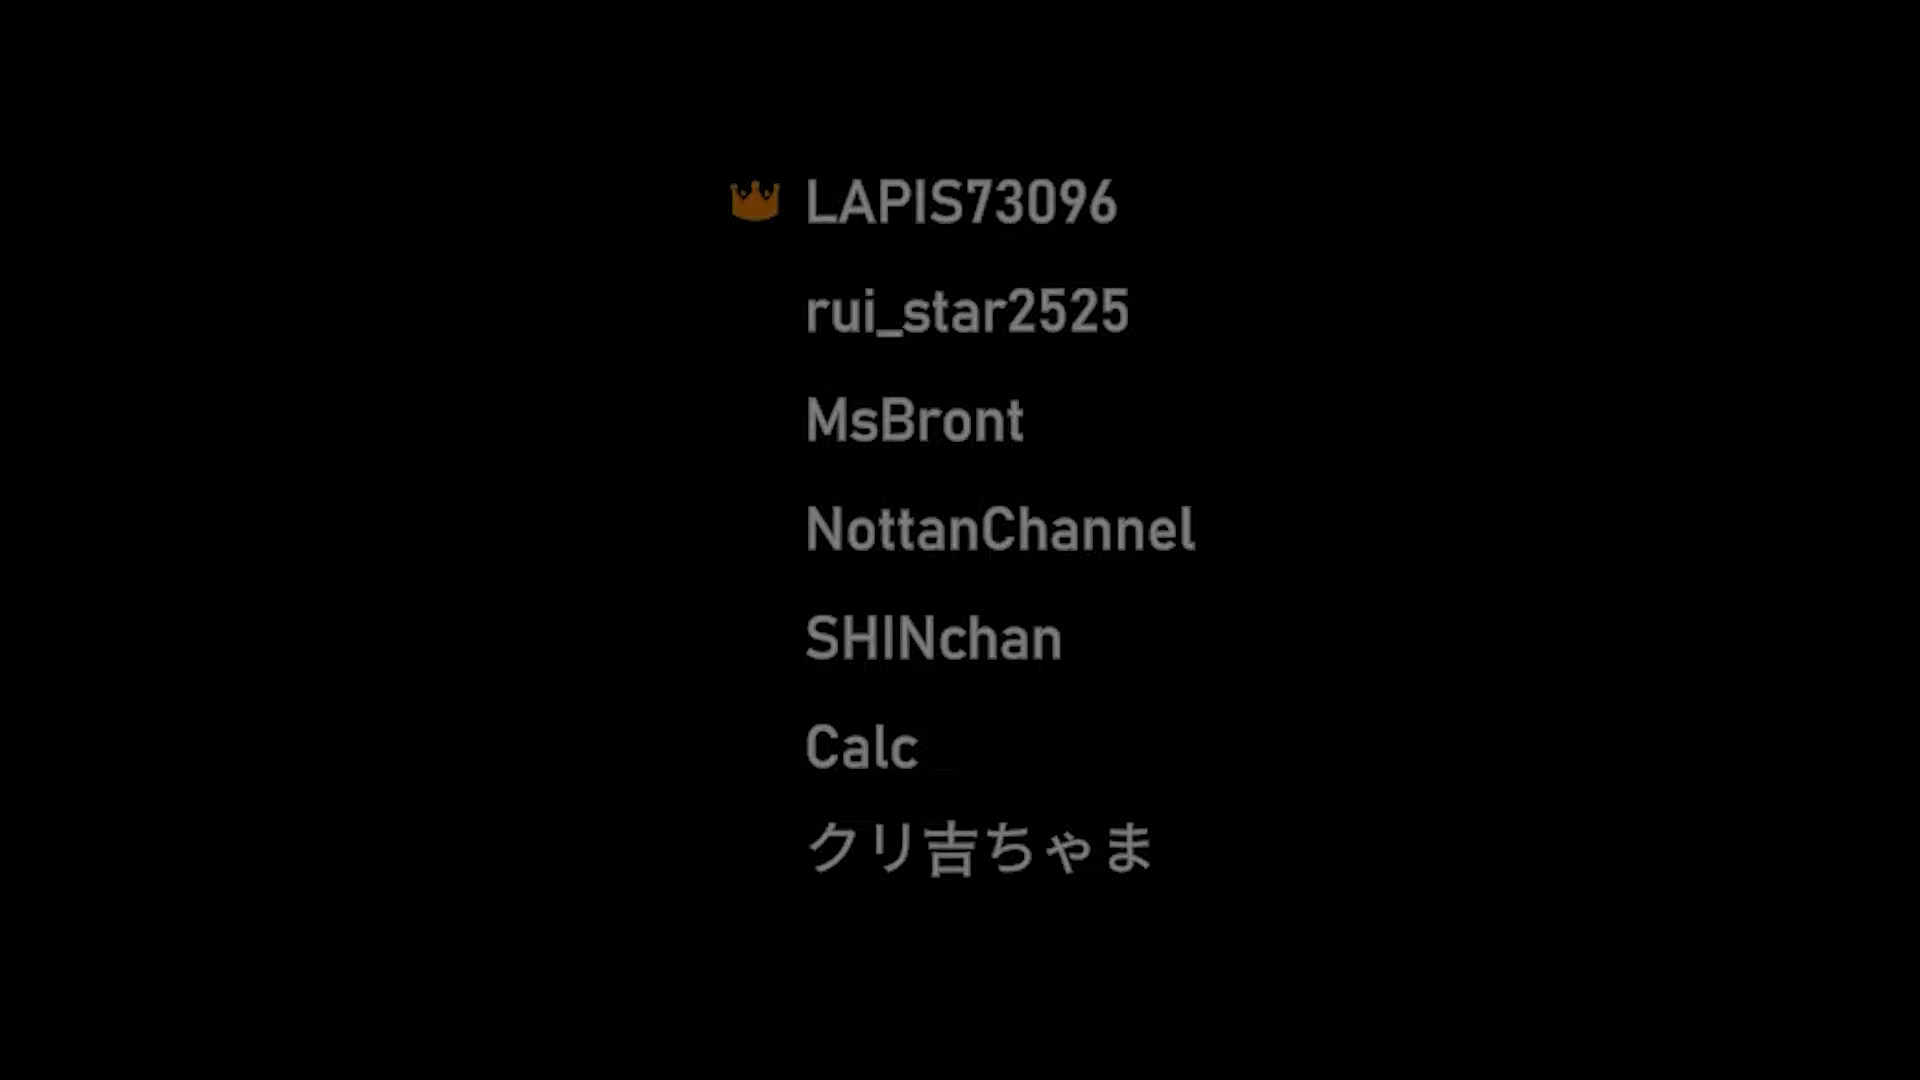 LAPIS73096
rui_star2525
MsBront
NottanChannel
SHINchan
Calc
クリ吉ちゃま